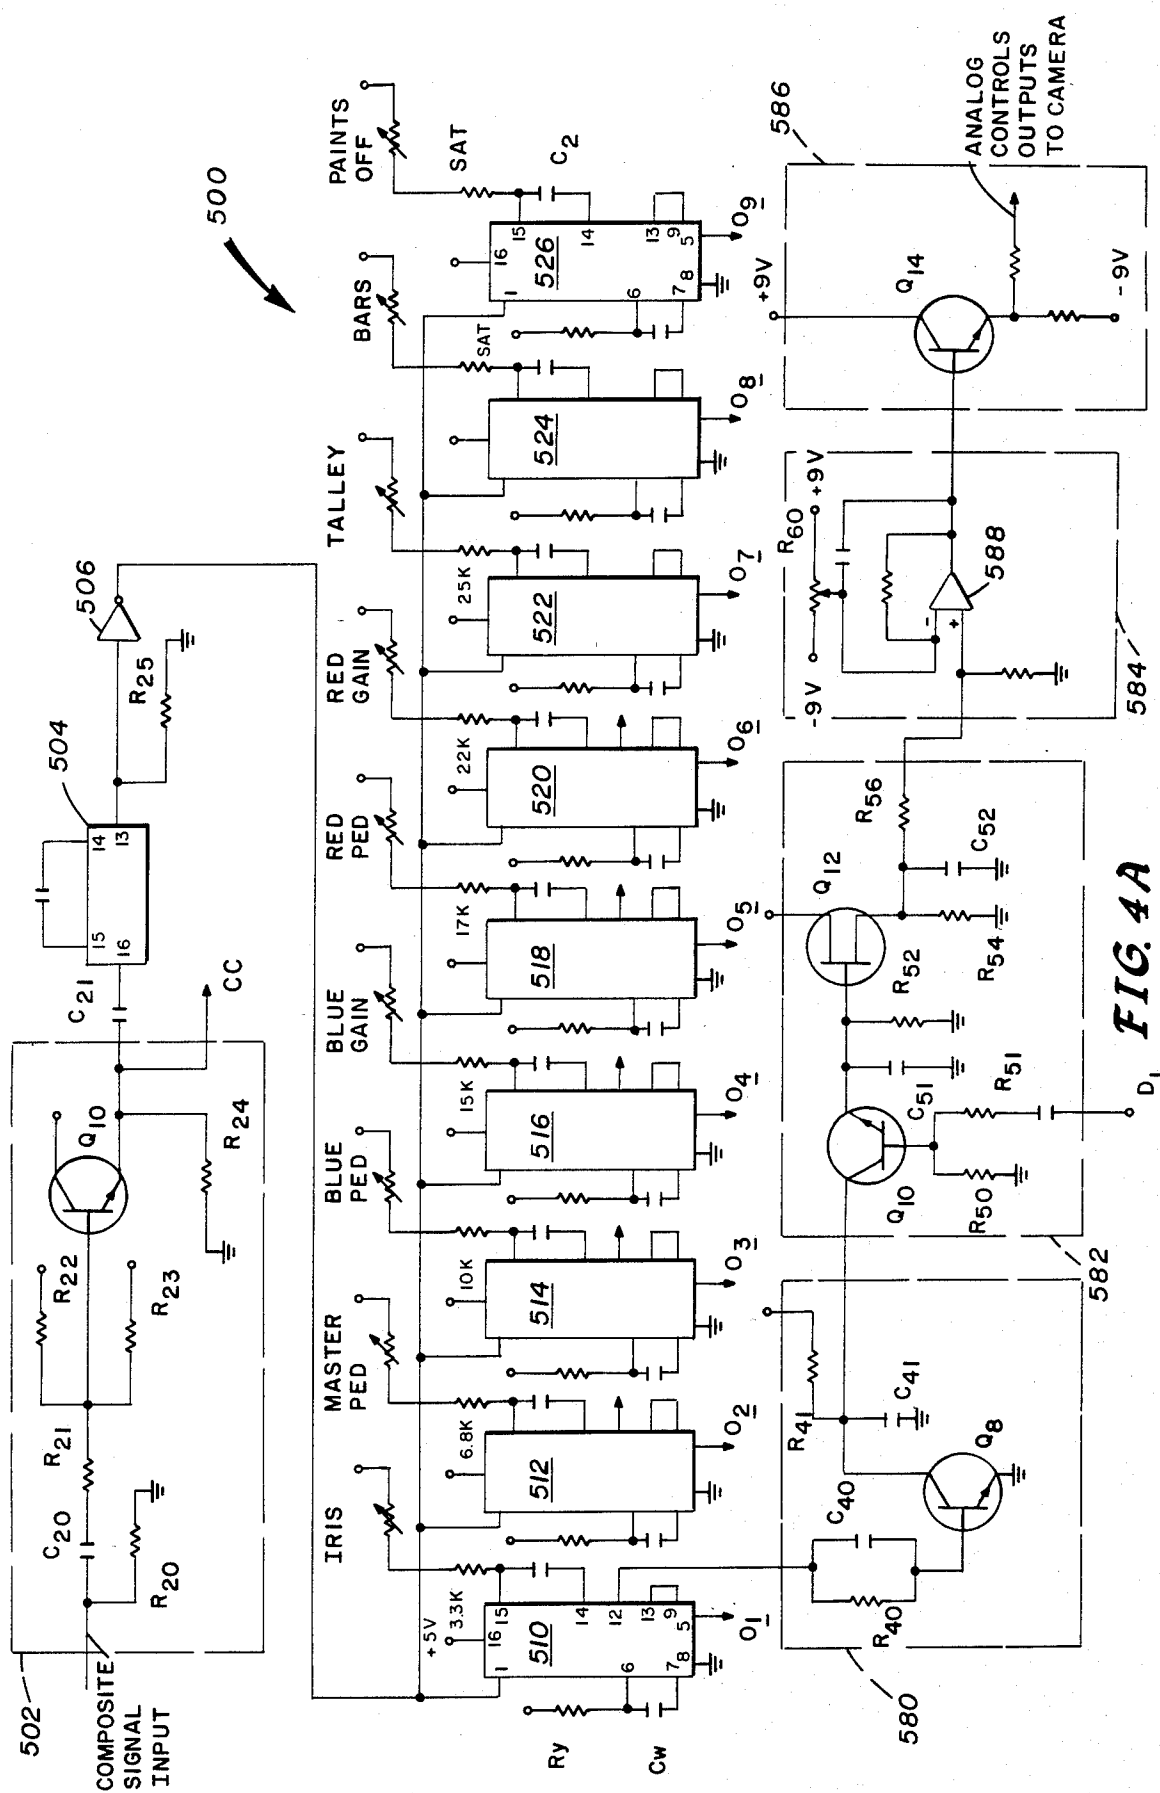 500
502
COMPOSITE
SIGNAL
INPUT
C20
R20
R21
R22
R23
Q10
R24
CC
C21
504
15
14
16
13
R25
506
IRIS
MASTER
PED
BLUE
PED
BLUE
GAIN
RED
PED
RED
GAIN
TALLEY
BARS
PAINTS
OFF
+5V
3.3K
6.8K
10K
15K
17K
22K
25K
SAT
SAT
C2
1
16
15
14
12
13
9
5
8
7
6
510
512
514
516
518
520
522
524
1
16
15
14
13
9
5
8
7
6
526
Ry
Cw
O1
O2
O3
O4
O5
O6
O7
O8
O9
580
R40
C40
Q8
R41
C41
582
Q10
R50
R51
C51
D1
R52
Q12
R54
C52
R56
584
-9V
R60
+9V
-
+
588
586
+9V
Q14
-9V
ANALOG
CONTROLS
OUTPUTS
TO CAMERA
FIG. 4A